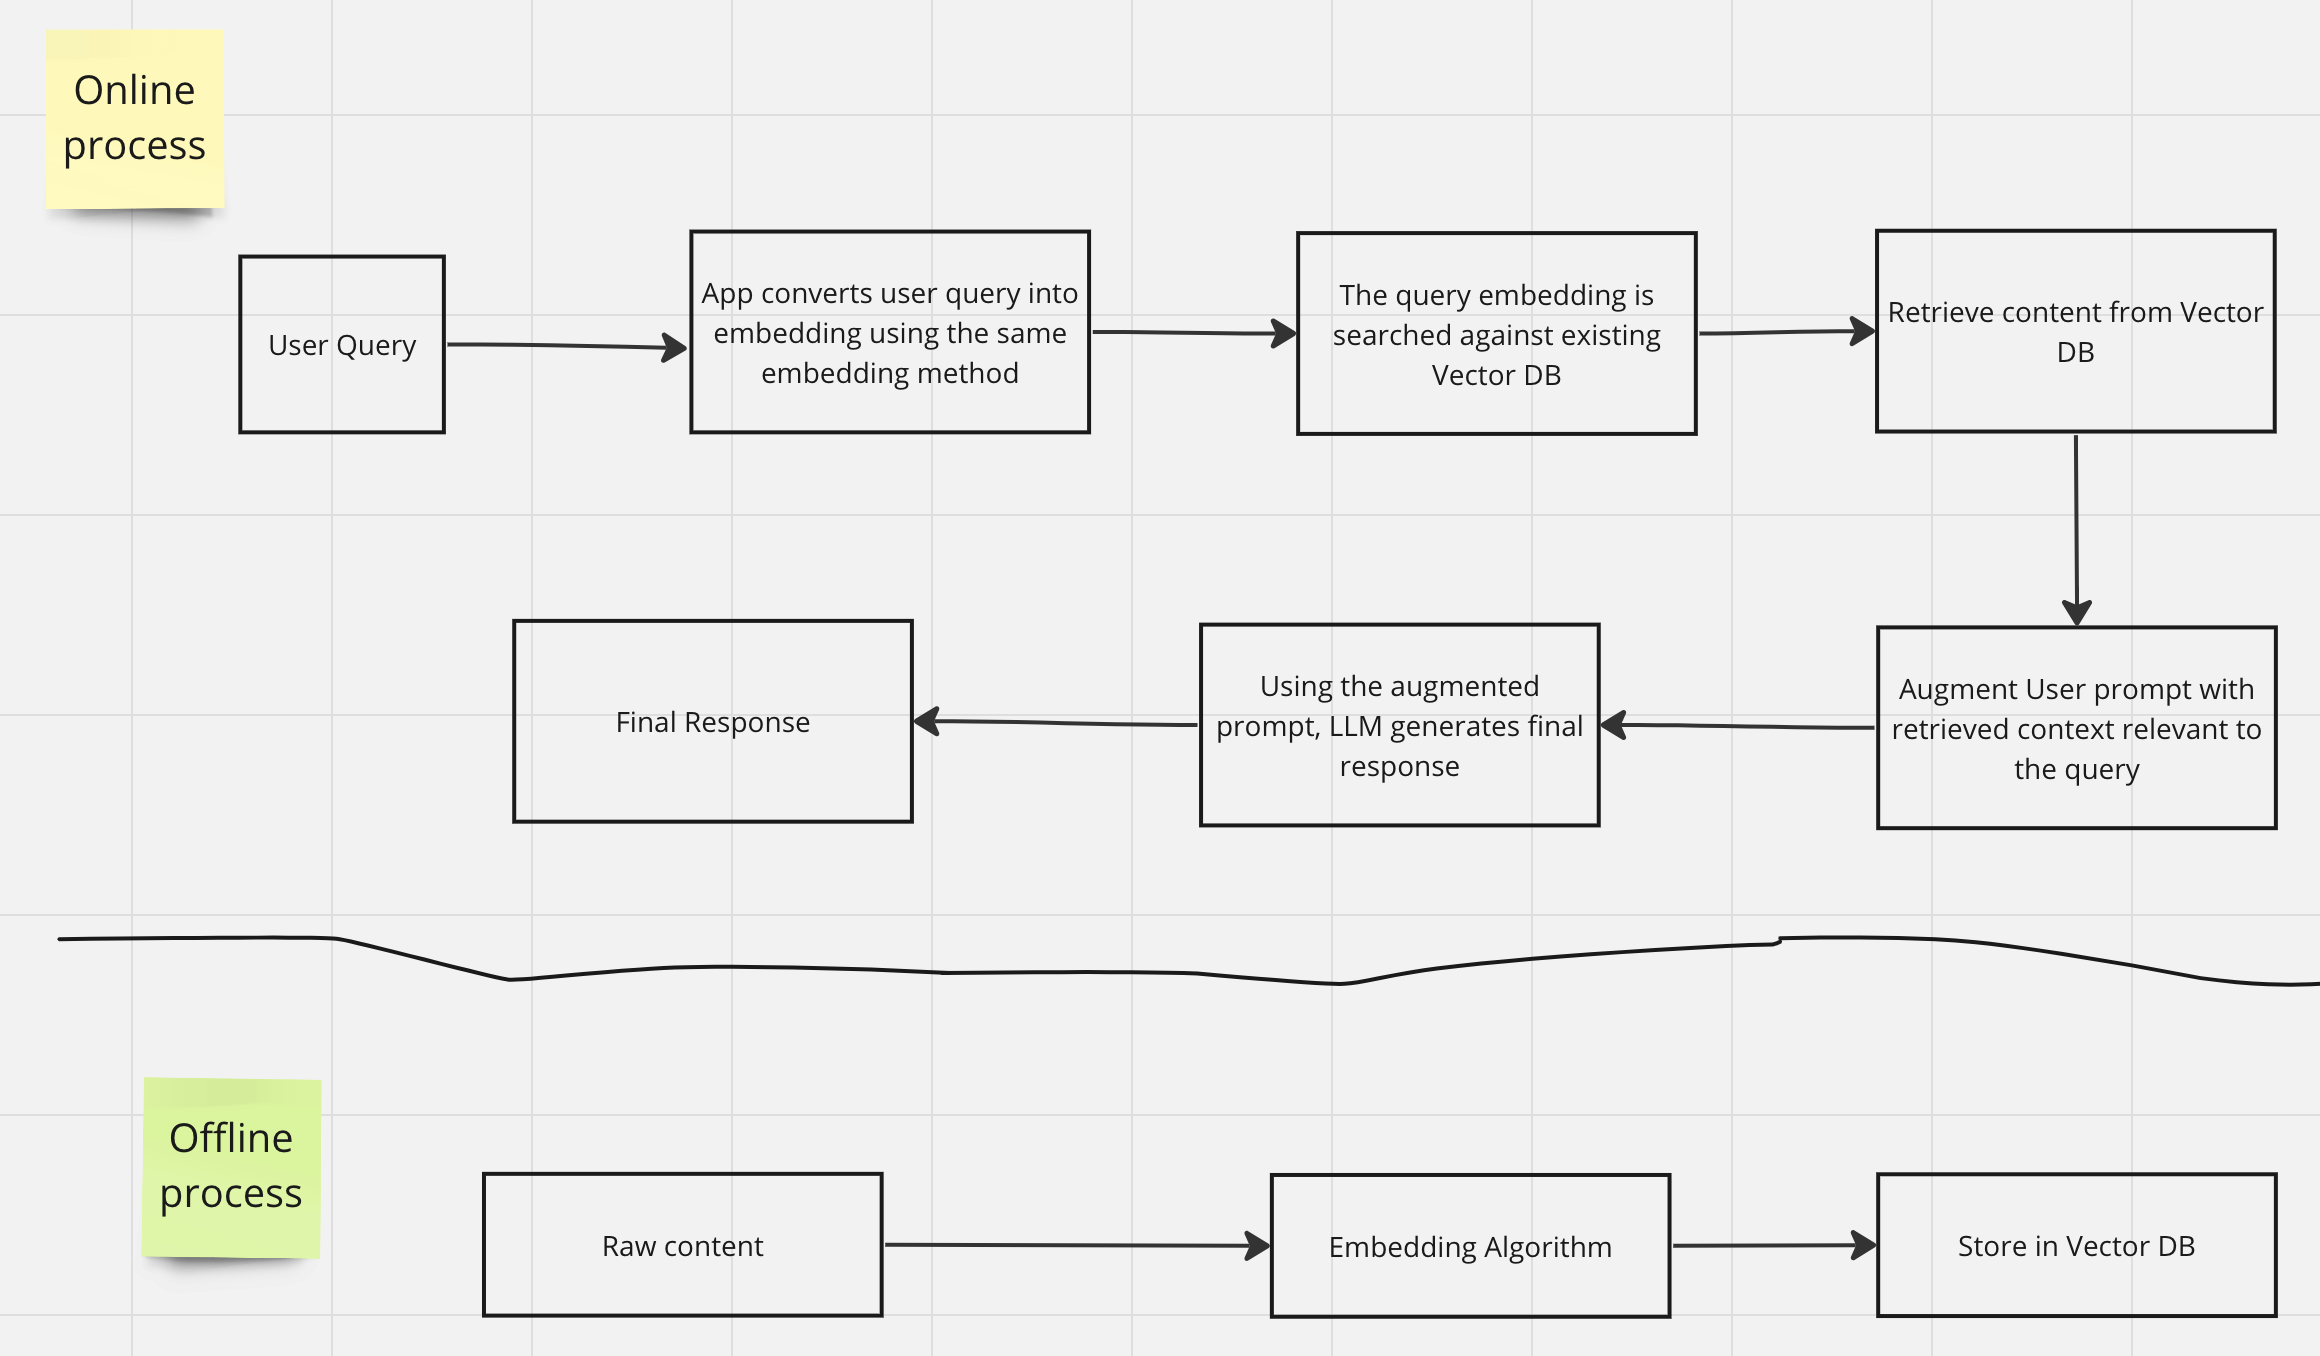 Online
process
User Query
App converts user query into
embedding using the same
embedding method
The query embedding is
searched against existing
Vector DB
Retrieve content from Vector
DB
Augment User prompt with
retrieved context relevant to
the query
Using the augmented
prompt, LLM generates final
response
Final Response
Offline
process
Raw content
Embedding Algorithm
Store in Vector DB